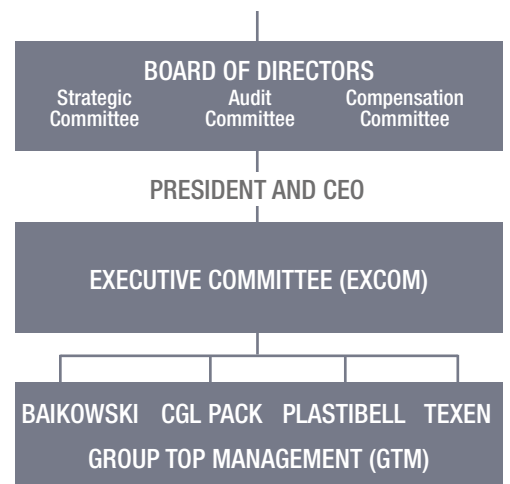 BOARD OF DIRECTORS
Strategic Committee
Audit Committee
Compensation Committee
PRESIDENT AND CEO
EXECUTIVE COMMITTEE (EXCOM)
BAIKOWSKI CGL PACK PLASTIBELL TEXEN
GROUP TOP MANAGEMENT (GTM)